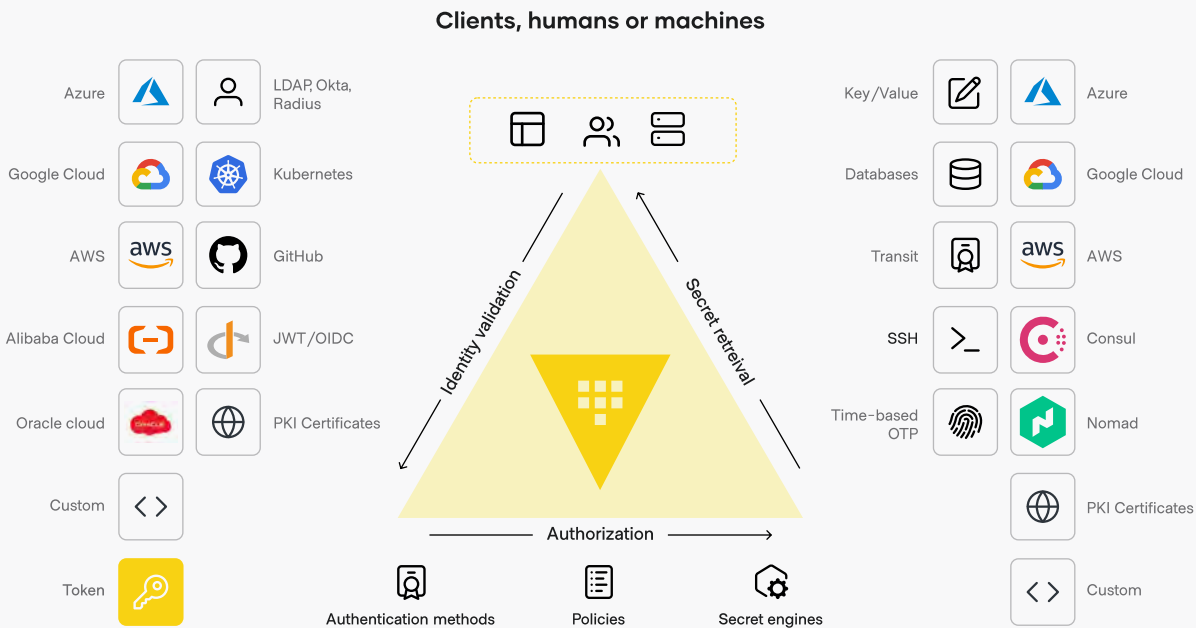 Clients, humans or machines
Azure
LDAP, Okta,
Radius
Google Cloud
Kubernetes
AWS
aws
GitHub
Alibaba Cloud
JWT/OIDC
Oracle cloud
ORACLE
PKI Certificates
Custom
Token
Identity validation
Secret retreival
Authorization
Authentication methods
Policies
Secret engines
Key/Value
Azure
Databases
Google Cloud
Transit
aws
AWS
SSH
Consul
Time-based
OTP
Nomad
PKI Certificates
Custom